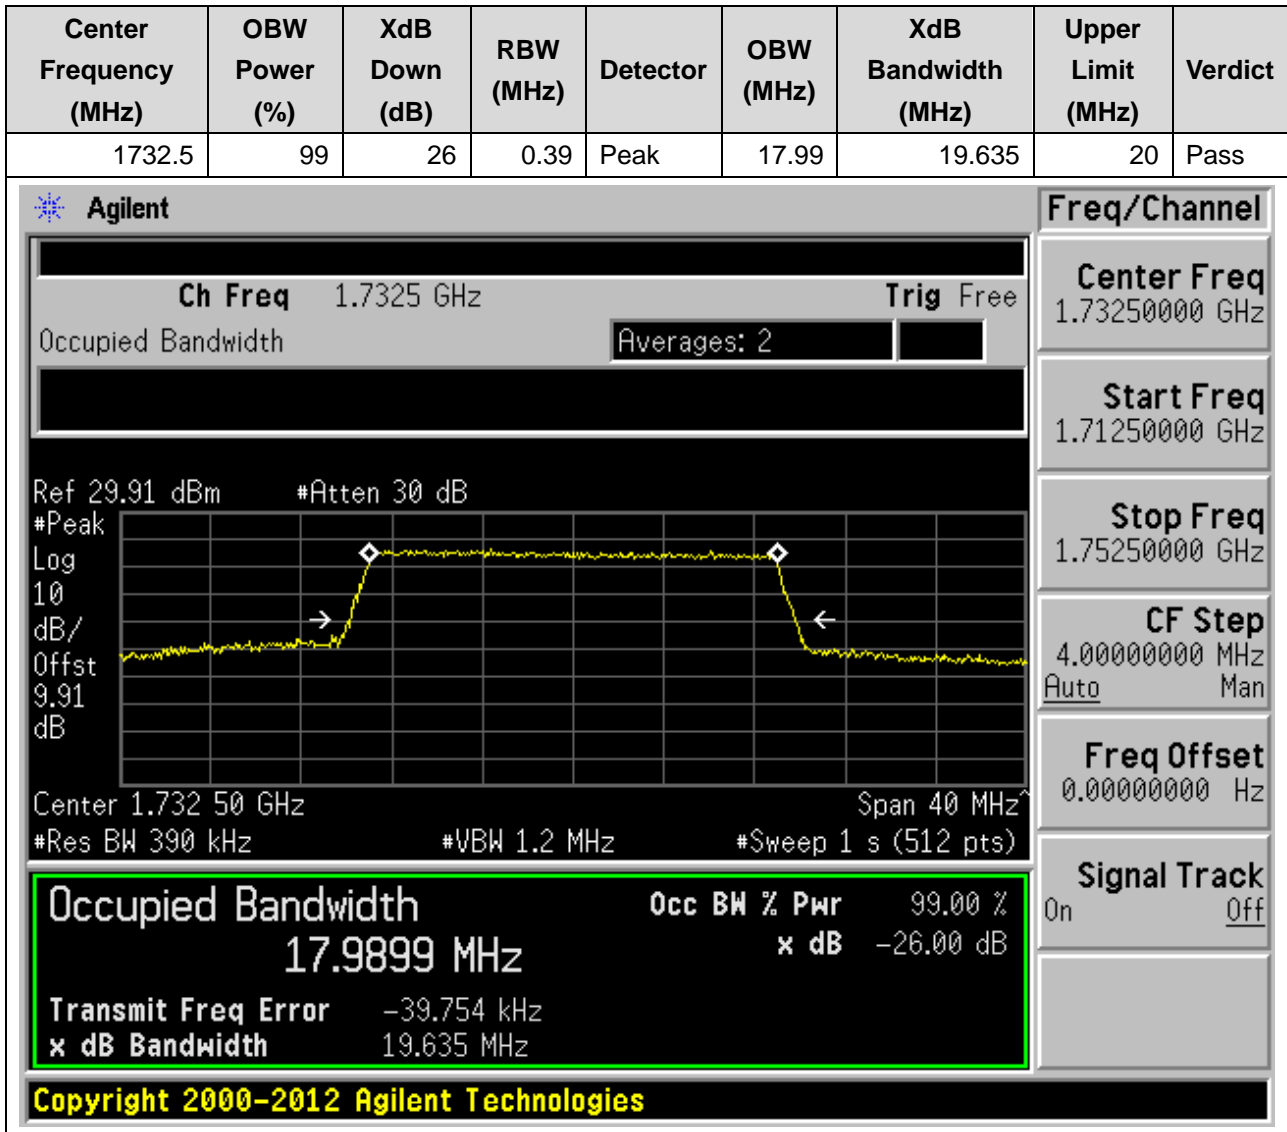 Center Frequency (MHz) OBW Power (%) XdB Down (dB) RBW (MHz) Detector OBW (MHz) XdB Bandwidth (MHz) Upper Limit (MHz) Verdict
1732.5 99 26 0.39 Peak 17.99 19.635 20 Pass
Agilent
Freq/Channel
Ch Freq 1.7325 GHz Trig Free
Occupied Bandwidth Averages: 2
Center Freq
1.73250000 GHz
Start Freq
1.71250000 GHz
Stop Freq
1.75250000 GHz
CF Step
4.00000000 MHz
Auto Man
Freq Offset
0.00000000 Hz
Signal Track
On Off
Ref 29.91 dBm #Atten 30 dB
#Peak
Log
10
dB/
Offst
9.91
dB
Center 1.732 50 GHz Span 40 MHz^
#Res BW 390 kHz #VBW 1.2 MHz #Sweep 1 s (512 pts)
Occupied Bandwidth Occ BW % Pwr 99.00 %
17.9899 MHz x dB -26.00 dB
Transmit Freq Error -39.754 kHz
x dB Bandwidth 19.635 MHz
Copyright 2000-2012 Agilent Technologies